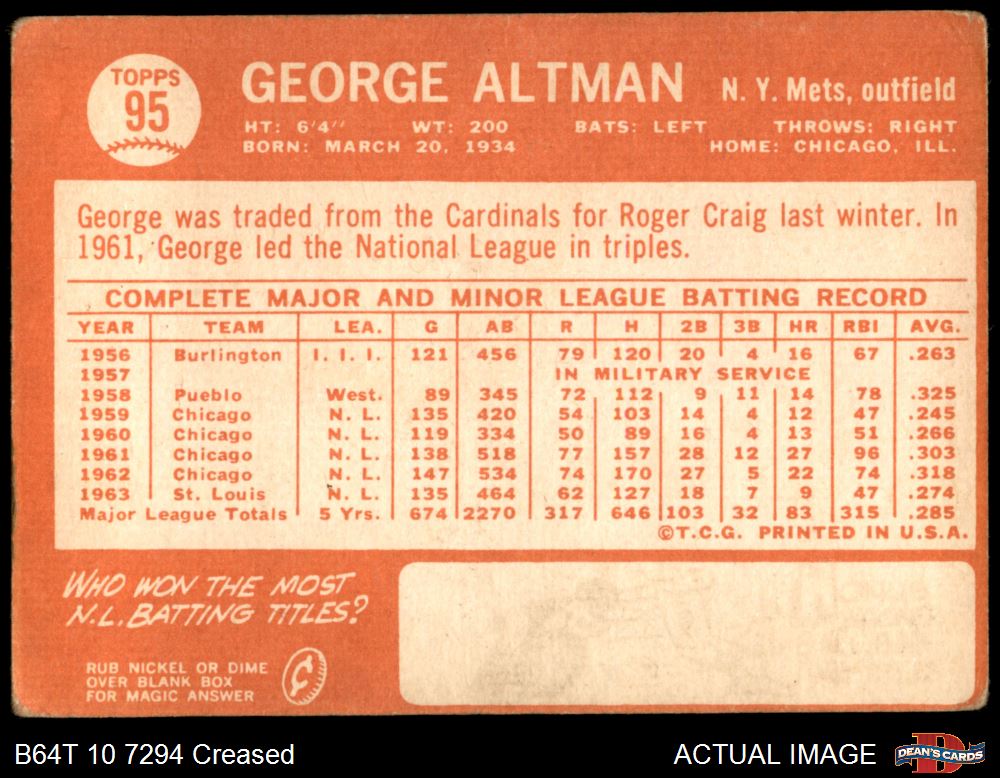 TOPPS
95
GEORGE ALTMAN N. Y. Mets, outfield
HT: 6'4'' WT: 200 BATS: LEFT THROWS: RIGHT
BORN: MARCH 20, 1934 HOME: CHICAGO, ILL.
George was traded from the Cardinals for Roger Craig last winter. In
1961, George led the National League in triples.
COMPLETE MAJOR AND MINOR LEAGUE BATTING RECORD
YEAR TEAM LEA. G AB R H 2B 3B HR RBI AVG.
1956 Burlington I. I. I. 121 456 79 120 20 4 16 67 .263
1957 IN MILITARY SERVICE
1958 Pueblo West. 89 345 72 112 9 11 14 78 .325
1959 Chicago N. L. 135 420 54 103 14 4 12 47 .245
1960 Chicago N. L. 119 334 50 89 16 4 13 51 .266
1961 Chicago N. L. 138 518 77 157 28 12 27 96 .303
1962 Chicago N. L. 147 534 74 170 27 5 22 74 .318
1963 St. Louis N. L. 135 464 62 127 18 7 9 47 .274
Major League Totals 5 Yrs. 674 2270 317 646 103 32 83 315 .285
©T.C.G. PRINTED IN U.S.A.
WHO WON THE MOST
N.L. BATTING TITLES?
RUB NICKEL OR DIME
OVER BLANK BOX
FOR MAGIC ANSWER
B64T 10 7294 Creased ACTUAL IMAGE DEAN'S CARDS